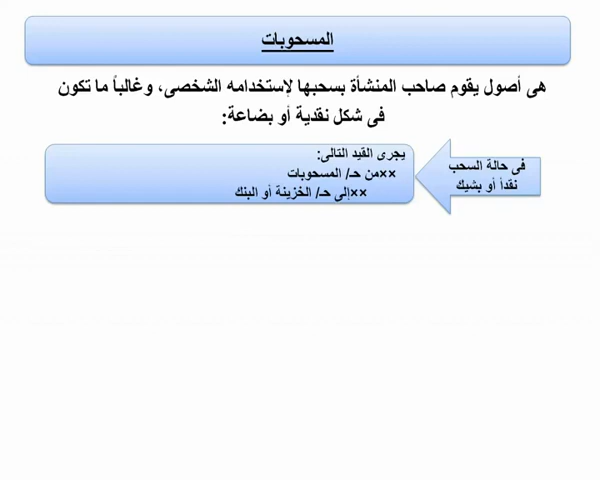 المسحوبات
هى أصول يقوم صاحب المنشأة بسحبها لإستخدامه الشخصى، وغالباً ما تكون
فى شكل نقدية أو بضاعة:
فى حالة السحب
نقداً أو بشيك
يجرى القيد التالى:
××من حـ/ المسحوبات
××إلى حـ/ الخزينة أو البنك